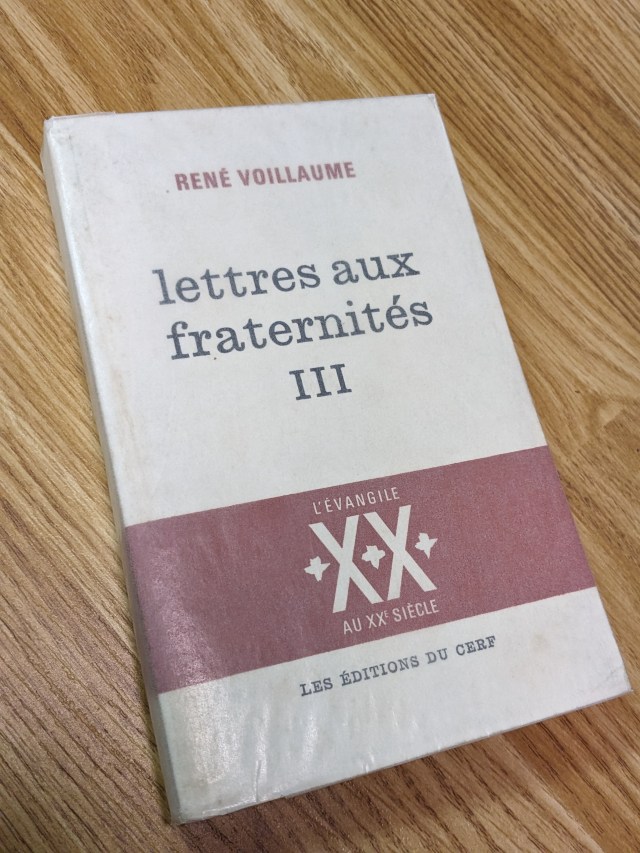 RENÉ VOILLAUME
lettres aux
fraternités
III
L'ÉVANGILE
XX
AU XXᵉ SIÈCLE
LES ÉDITIONS DU CERF